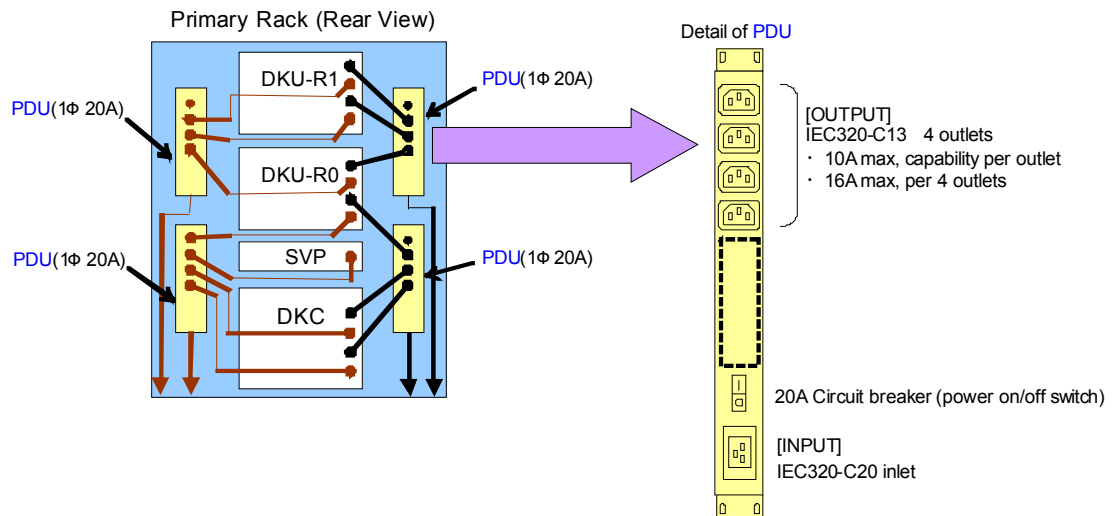 Primary Rack (Rear View)
DKU-R1
DKU-R0
SVP
DKC
PDU(1Φ 20A)
PDU(1Φ 20A)
PDU(1Φ 20A)
PDU(1Φ 20A)
Detail of PDU
[OUTPUT]
IEC320-C13 4 outlets
・ 10A max, capability per outlet
・ 16A max, per 4 outlets
20A Circuit breaker (power on/off switch)
[INPUT]
IEC320-C20 inlet